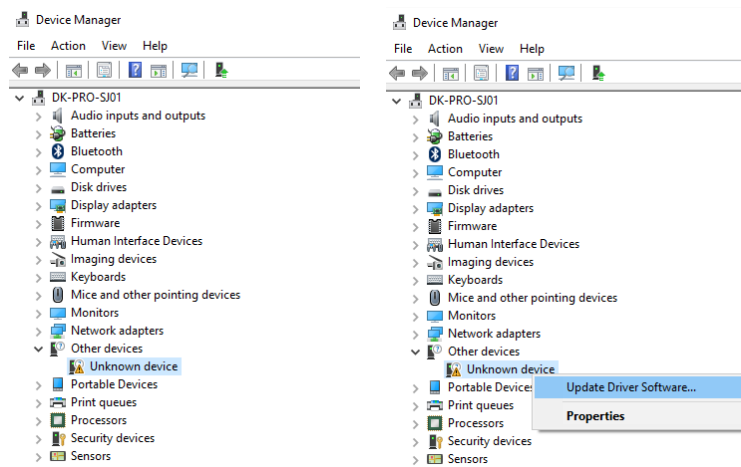 Device Manager
File Action View Help
DK-PRO-SJ01
Audio inputs and outputs
Batteries
Bluetooth
Computer
Disk drives
Display adapters
Firmware
Human Interface Devices
Imaging devices
Keyboards
Mice and other pointing devices
Monitors
Network adapters
Other devices
Unknown device
Portable Devices
Print queues
Processors
Security devices
Sensors
Device Manager
File Action View Help
DK-PRO-SJ01
Audio inputs and outputs
Batteries
Bluetooth
Computer
Disk drives
Display adapters
Firmware
Human Interface Devices
Imaging devices
Keyboards
Mice and other pointing devices
Monitors
Network adapters
Other devices
Unknown device
Portable Devices
Print queues
Processors
Security devices
Sensors
Update Driver Software...
Properties